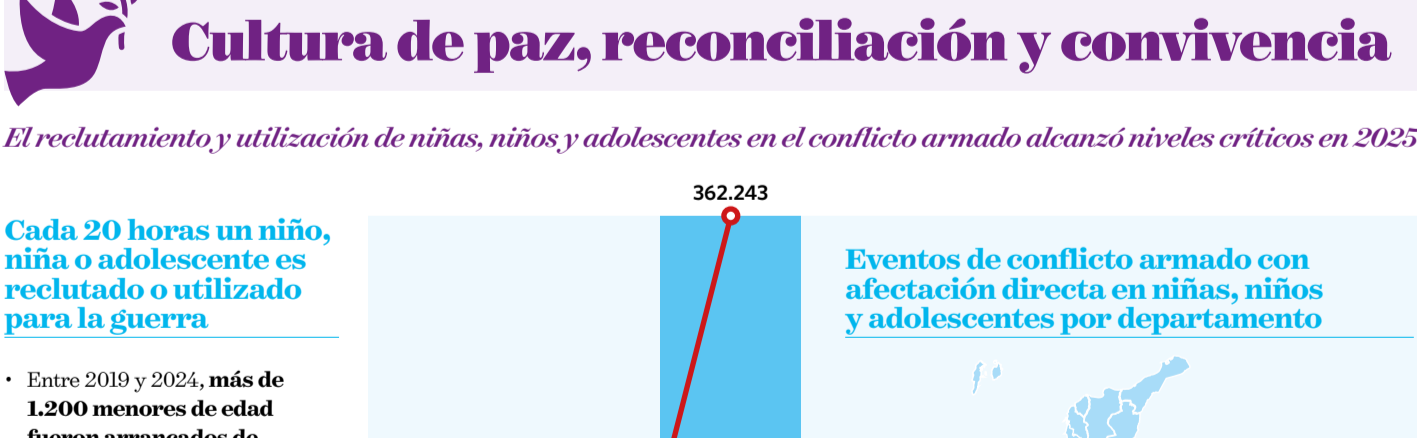 Cultura de paz, reconciliación y convivencia
El reclutamiento y utilización de niñas, niños y adolescentes en el conflicto armado alcanzó niveles críticos en 2025
Cada 20 horas un niño,
niña o adolescente es
reclutado o utilizado
para la guerra
• Entre 2019 y 2024, más de
1.200 menores de edad
fueron arrancados de
362.243
Eventos de conflicto armado con
afectación directa en niñas, niños
y adolescentes por departamento